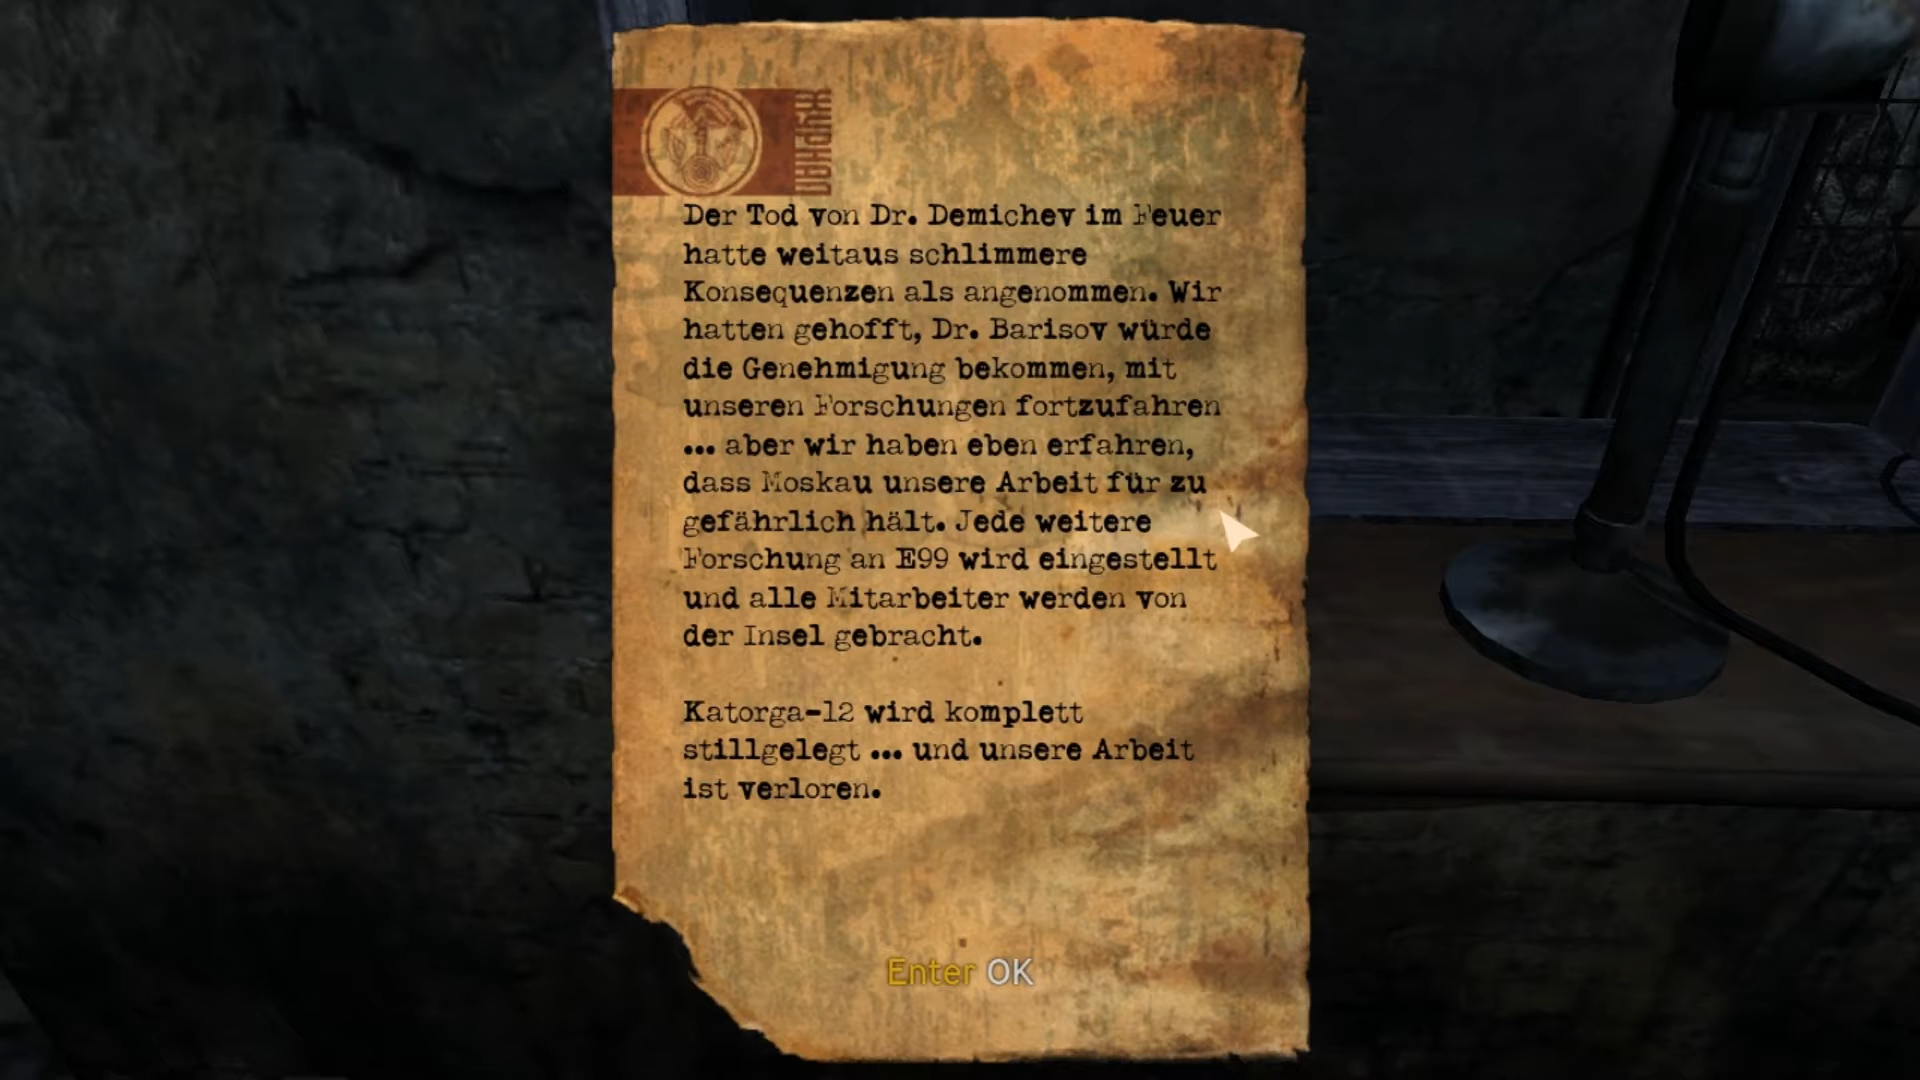 Журнал
Der Tod von Dr. Demichev im Feuer
hatte weitaus schlimmere
Konsequenzen als angenommen. Wir
hatten gehofft, Dr. Barisov würde
die Genehmigung bekommen, mit
unseren Forschungen fortzufahren
... aber wir haben eben erfahren,
dass Moskau unsere Arbeit für zu
gefährlich hält. Jede weitere
Forschung an E99 wird eingestellt
und alle Mitarbeiter werden von
der Insel gebracht.
Katorga-12 wird komplett
stillgelegt ... und unsere Arbeit
ist verloren.
Enter OK